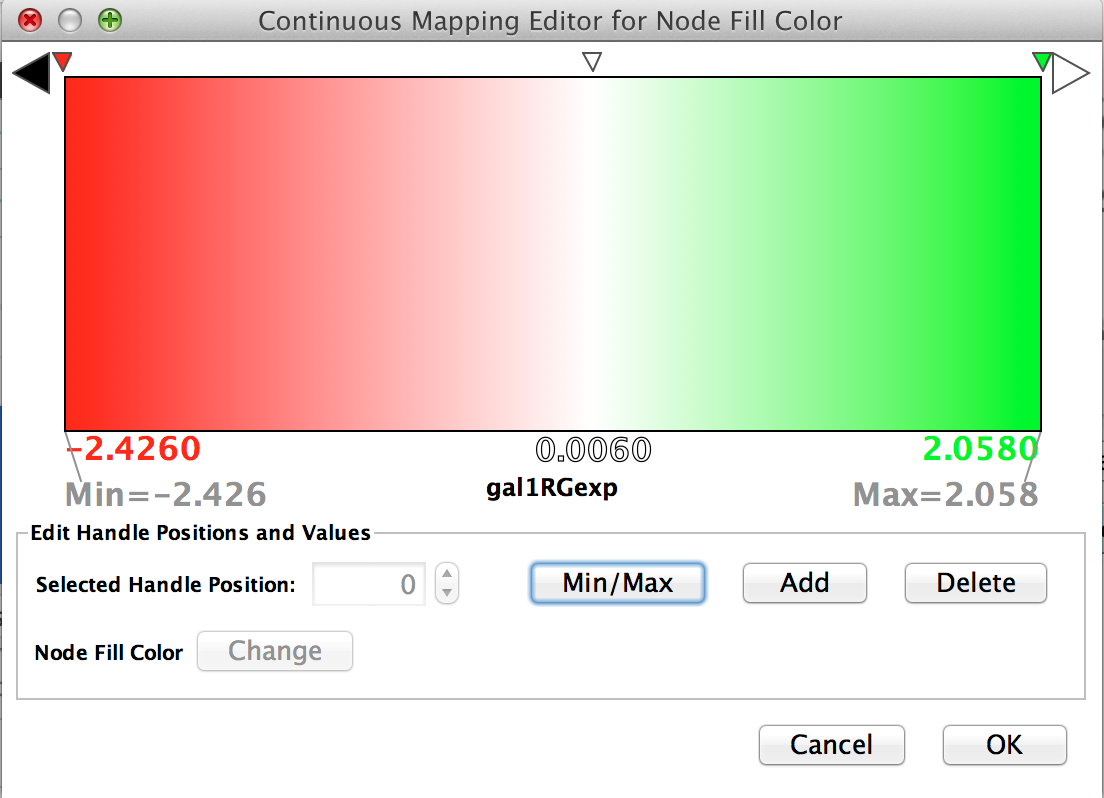 Continuous Mapping Editor for Node Fill Color
-2.4260 0.0060 2.0580
Min=-2.426 gal1RGexp Max=2.058
Edit Handle Positions and Values
Selected Handle Position: 0 Min/Max Add Delete
Node Fill Color Change
Cancel OK